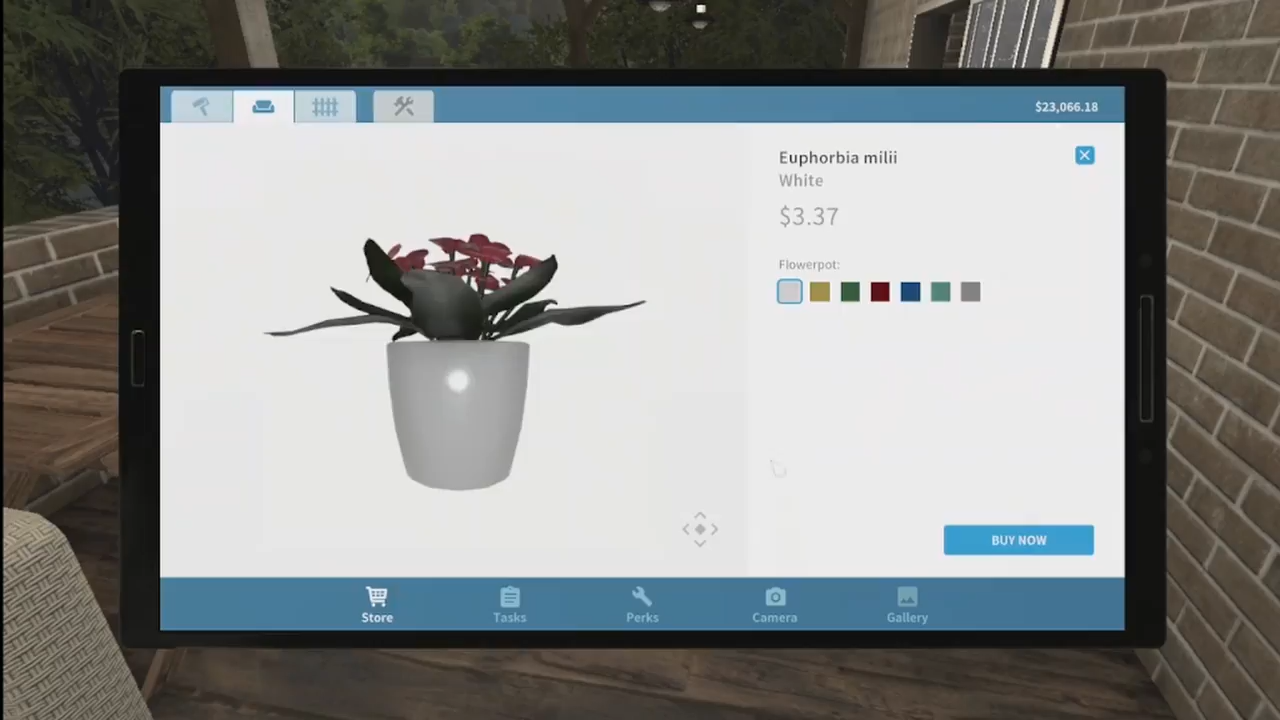 $23,066.18
Euphorbia milii
White
$3.37
Flowerpot:
BUY NOW
Store
Tasks
Perks
Camera
Gallery